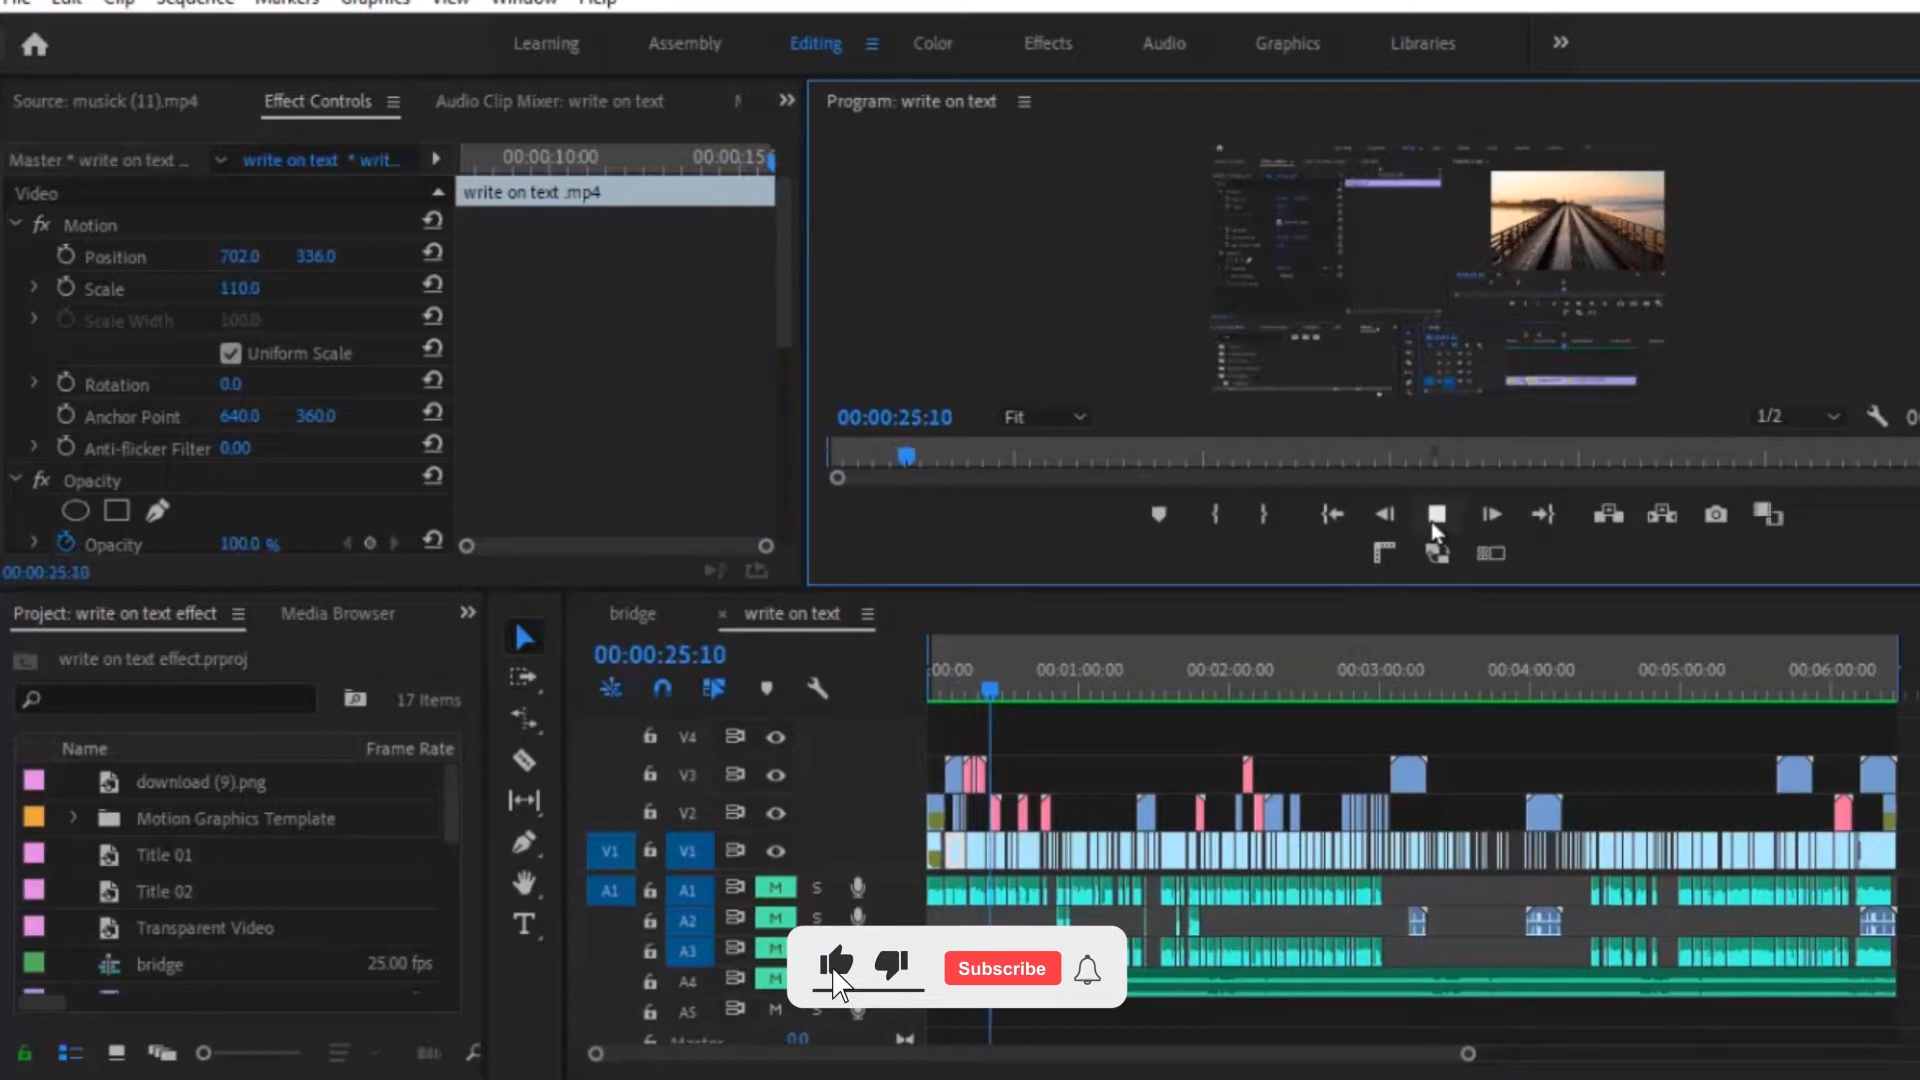 File Edit Clip Sequence Markers Graphics View Window Help
Learning Assembly Editing Color Effects Audio Graphics Libraries
Source: musick (11).mp4 Effect Controls Audio Clip Mixer: write on text
Program: write on text
Master * write on text ... write on text * writ... 00:00:10:00 00:00:15
Video write on text .mp4
fx Motion
Position 702.0 336.0
Scale 110.0
Scale Width 100.0
Uniform Scale
Rotation 0.0
Anchor Point 640.0 360.0
Anti-flicker Filter 0.00
fx Opacity
Opacity 100.0 %
00:00:25:10
00:00:25:10 Fit 1/2
Project: write on text effect Media Browser
write on text effect.prproj
17 Items
Name Frame Rate
download (9).png
Motion Graphics Template
Title 01
Title 02
Transparent Video
bridge 25.00 fps
bridge × write on text
00:00:25:10
:00:00 00:01:00:00 00:02:00:00 00:03:00:00 00:04:00:00 00:05:00:00 00:06:00:00
V4
V3
V2
V1 V1
A1 A1 M S
A2 M S
A3 M
A4 M
A5 M S
Master 0.0
Subscribe